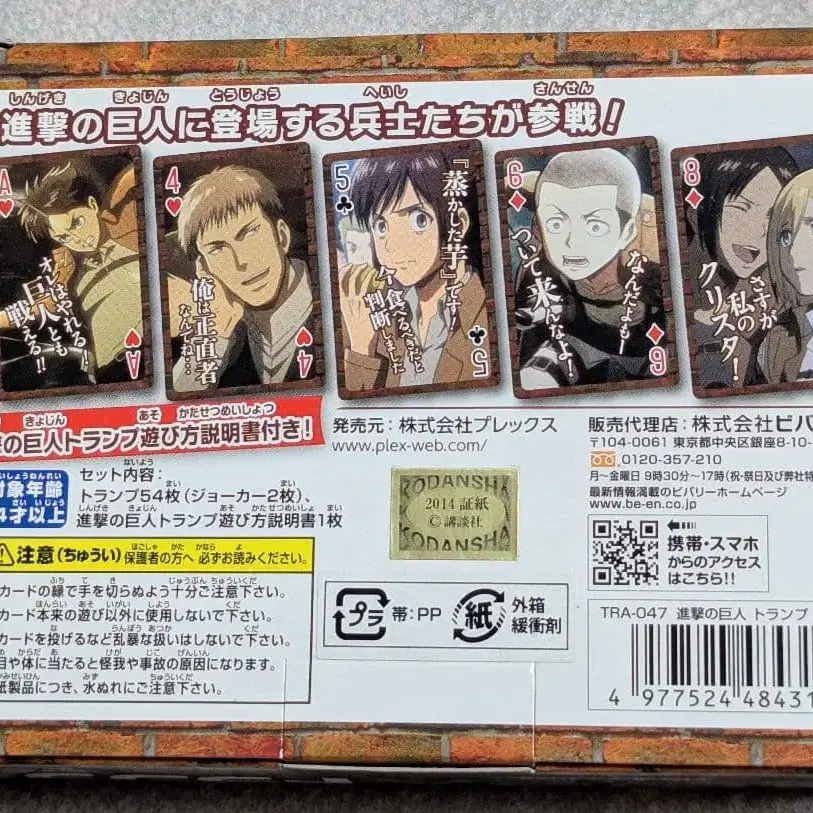 進撃の巨人に登場する兵士たちが参戦!
A
オレはやれる!!
巨人とも
戦える!!
A
4
俺は正直者
なんでね…
4
5
『蒸かした芋』です!
今食べるべきだと
判断しました
5
6
なんだよもー
ついて来んなよ!
6
8
さすが
私の
クリスタ!
の巨人トランプ遊び方説明書付き!
対象年齢
4才以上
セット内容:
トランプ54枚(ジョーカー2枚)、
進撃の巨人トランプ遊び方説明書1枚
発売元:株式会社プレックス
www.plex-web.com/
販売代理店:株式会社ビバ
〒104-0061 東京都中央区銀座8-10-
0120-357-210
月〜金曜日 9時30分〜17時(祝・祭日及び弊社特
最新情報満載のビバリーホームページ
www.be-en.co.jp
KODANSHA
2014 証紙
©講談社
KODANSHA
携帯・スマホ
からのアクセス
はこちら!!
注意(ちゅうい) 保護者の方へ 必ずお読みください。
カードの縁で手を切らぬよう十分ご注意下さい。
カード本来の遊び以外に使用しないで下さい。
カードを投げるなど乱暴な扱いはしないで下さい。
目や体に当たると怪我や事故の原因になります。
紙製品につき、水ぬれにご注意下さい。
プラ
帯:PP
紙
外箱
緩衝剤
TRA-047 進撃の巨人 トランプ
4 977524 48431